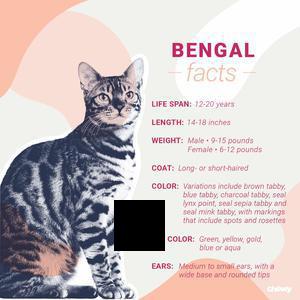 BENGAL
facts
LIFE SPAN: 12-20 years
LENGTH: 14-18 inches
WEIGHT: Male • 9-15 pounds
Female • 6-12 pounds
COAT: Long- or short-haired
COLOR: Variations include brown tabby,
blue tabby, charcoal tabby, seal
lynx point, seal sepia tabby and
seal mink tabby, with markings
that include spots and rosettes
COLOR: Green, yellow, gold,
blue or aqua
EARS: Medium to small ears, with a
wide base and rounded tips
chewy